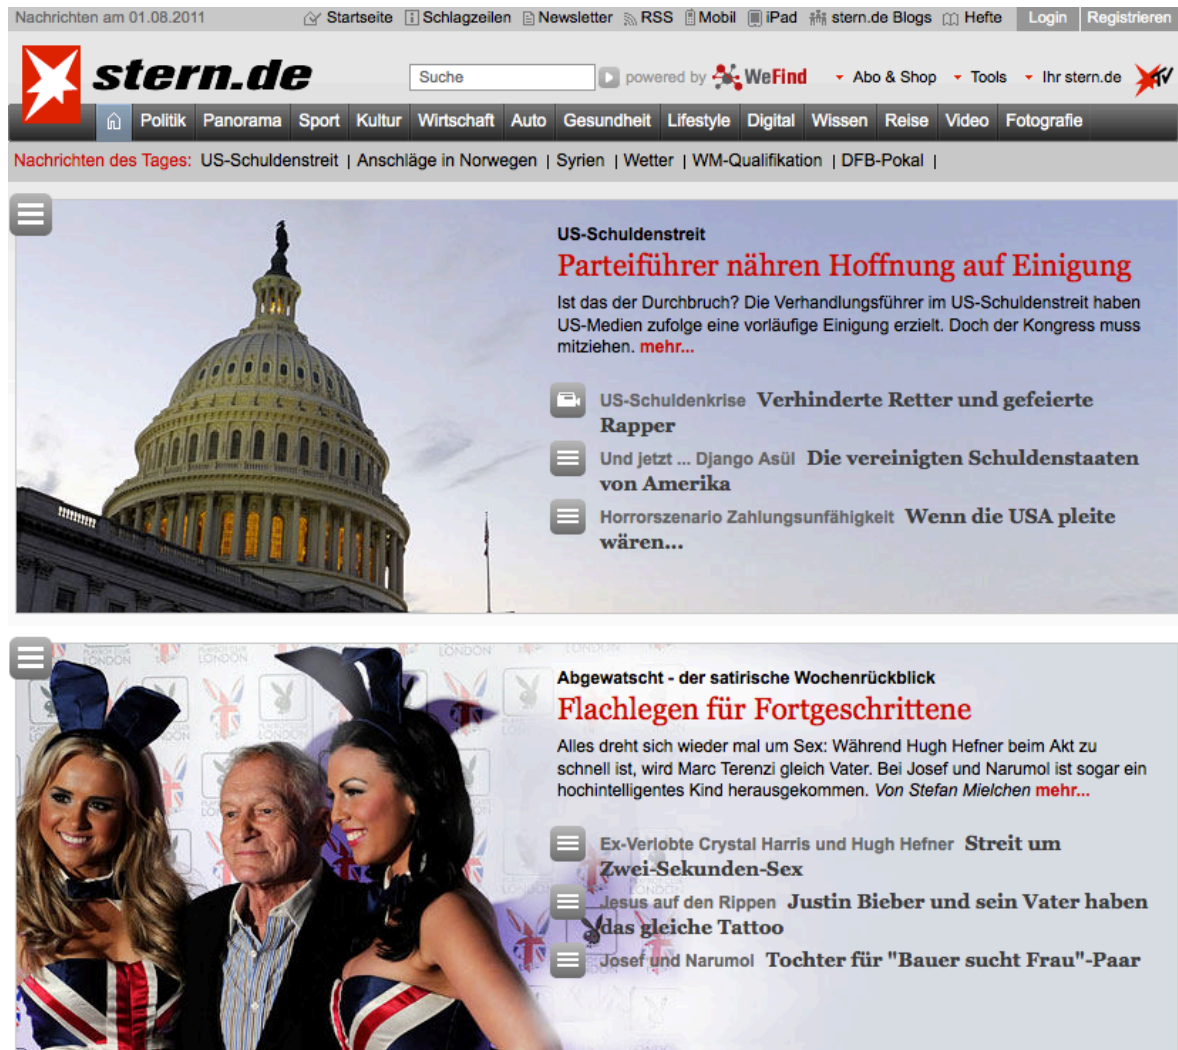 Nachrichten am 01.08.2011 Startseite Schlagzeilen Newsletter RSS Mobil iPad stern.de Blogs Hefte Login Registrieren
stern.de Suche powered by WeFind Abo & Shop Tools Ihr stern.de TV
Politik Panorama Sport Kultur Wirtschaft Auto Gesundheit Lifestyle Digital Wissen Reise Video Fotografie
Nachrichten des Tages: US-Schuldenstreit | Anschläge in Norwegen | Syrien | Wetter | WM-Qualifikation | DFB-Pokal |
US-Schuldenstreit
Parteiführer nähren Hoffnung auf Einigung
Ist das der Durchbruch? Die Verhandlungsführer im US-Schuldenstreit haben
US-Medien zufolge eine vorläufige Einigung erzielt. Doch der Kongress muss
mitziehen. mehr...
US-Schuldenkrise Verhinderte Retter und gefeierte
Rapper
Und jetzt ... Django Asül Die vereinigten Schuldenstaaten
von Amerika
Horrorszenario Zahlungsunfähigkeit Wenn die USA pleite
wären...
LONDON
LONDON
Abgewatscht - der satirische Wochenrückblick
Flachlegen für Fortgeschrittene
Alles dreht sich wieder mal um Sex: Während Hugh Hefner beim Akt zu
schnell ist, wird Marc Terenzi gleich Vater. Bei Josef und Narumol ist sogar ein
hochintelligentes Kind herausgekommen. Von Stefan Mielchen mehr...
Ex-Verlobte Crystal Harris und Hugh Hefner Streit um
Zwei-Sekunden-Sex
Jesus auf den Rippen Justin Bieber und sein Vater haben
das gleiche Tattoo
Josef und Narumol Tochter für "Bauer sucht Frau"-Paar